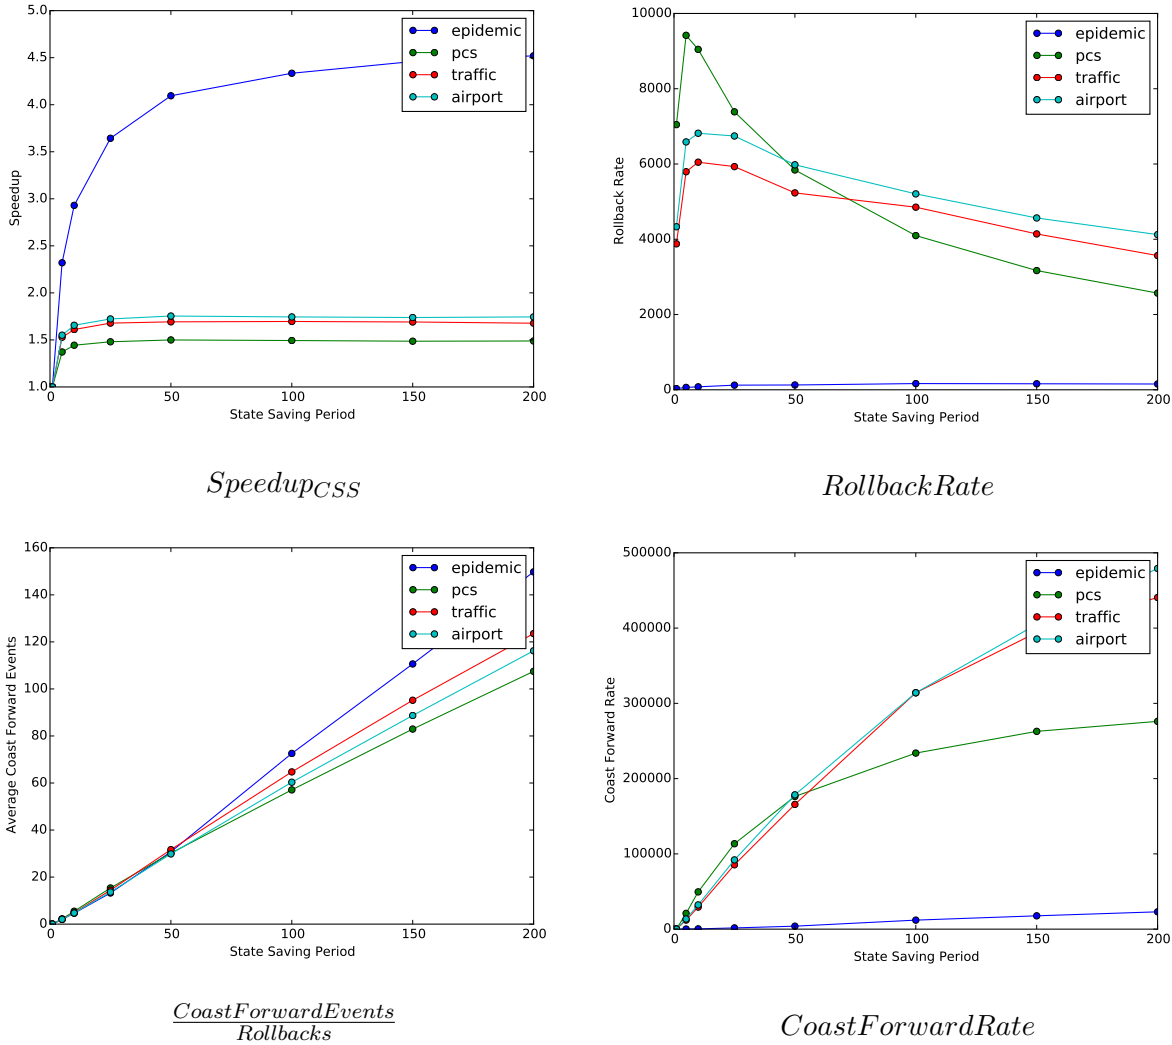 5.0
4.5
4.0
3.5
3.0
2.5
2.0
1.5
1.0
Speedup
0 50 100 150 200
State Saving Period
epidemic
pcs
traffic
airport
Speedup_CSS
10000
8000
6000
4000
2000
0
Rollback Rate
0 50 100 150 200
State Saving Period
epidemic
pcs
traffic
airport
RollbackRate
160
140
120
100
80
60
40
20
0
Average Coast Forward Events
0 50 100 150 200
State Saving Period
epidemic
pcs
traffic
airport
CoastForwardEvents
Rollbacks
500000
400000
300000
200000
100000
0
Coast Forward Rate
0 50 100 150 200
State Saving Period
epidemic
pcs
traffic
airport
CoastForwardRate